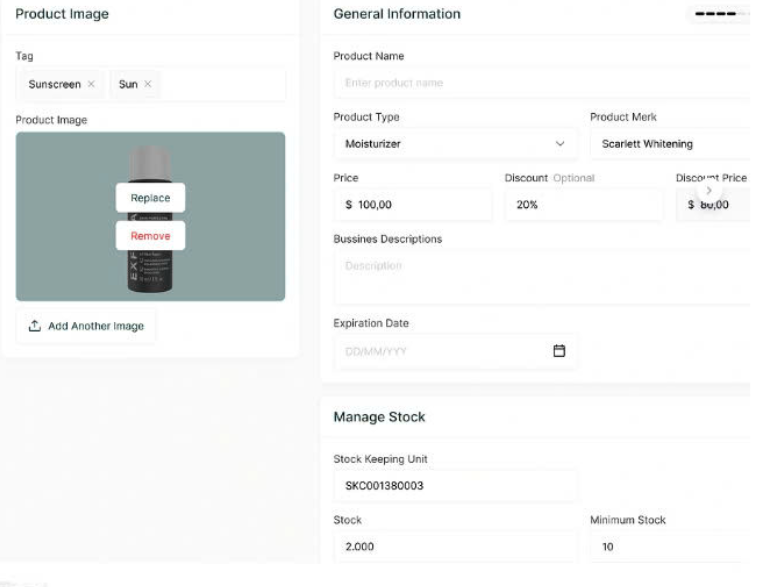 Product Image
Tag
Sunscreen × Sun ×
Product Image
Replace
Remove
EXF A
Add Another Image
General Information
Product Name
Enter product name
Product Type
Product Merk
Moisturizer
Scarlett Whitening
Price
Discount Optional
Discount Price
$ 100,00
20%
$ 80,00
Bussines Descriptions
Description
Expiration Date
DD/MM/YYY
Manage Stock
Stock Keeping Unit
SKC001380003
Stock
Minimum Stock
2.000
10